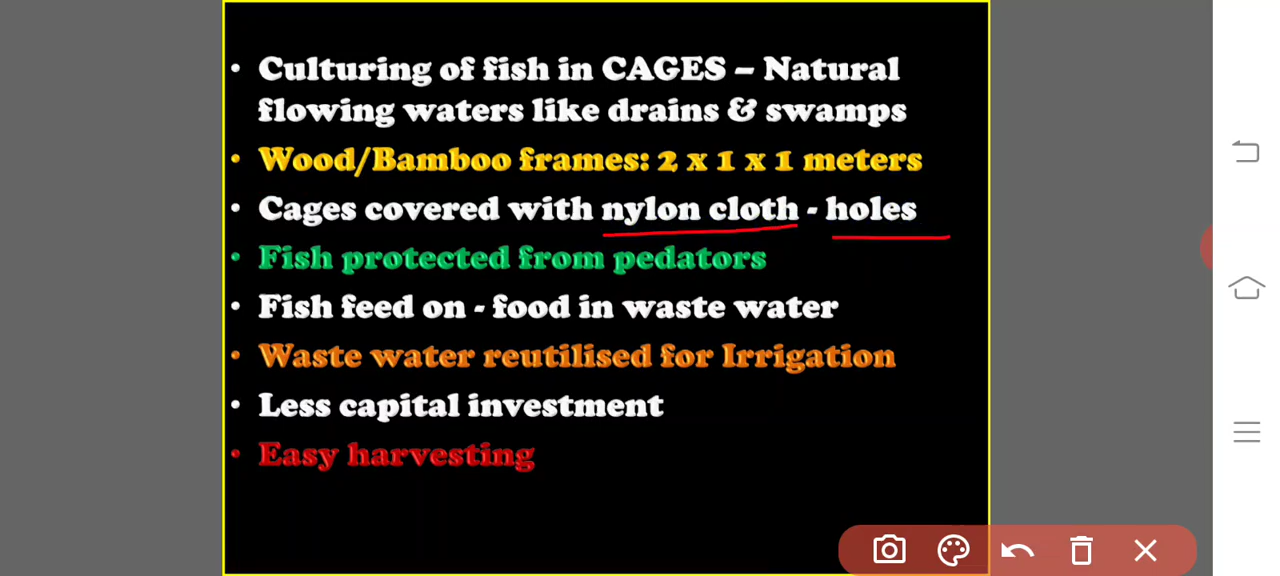 • Culturing of fish in CAGES – Natural
flowing waters like drains & swamps
• Wood/Bamboo frames: 2 x 1 x 1 meters
• Cages covered with nylon cloth - holes
• Fish protected from pedators
• Fish feed on - food in waste water
• Waste water reutilised for Irrigation
• Less capital investment
• Easy harvesting